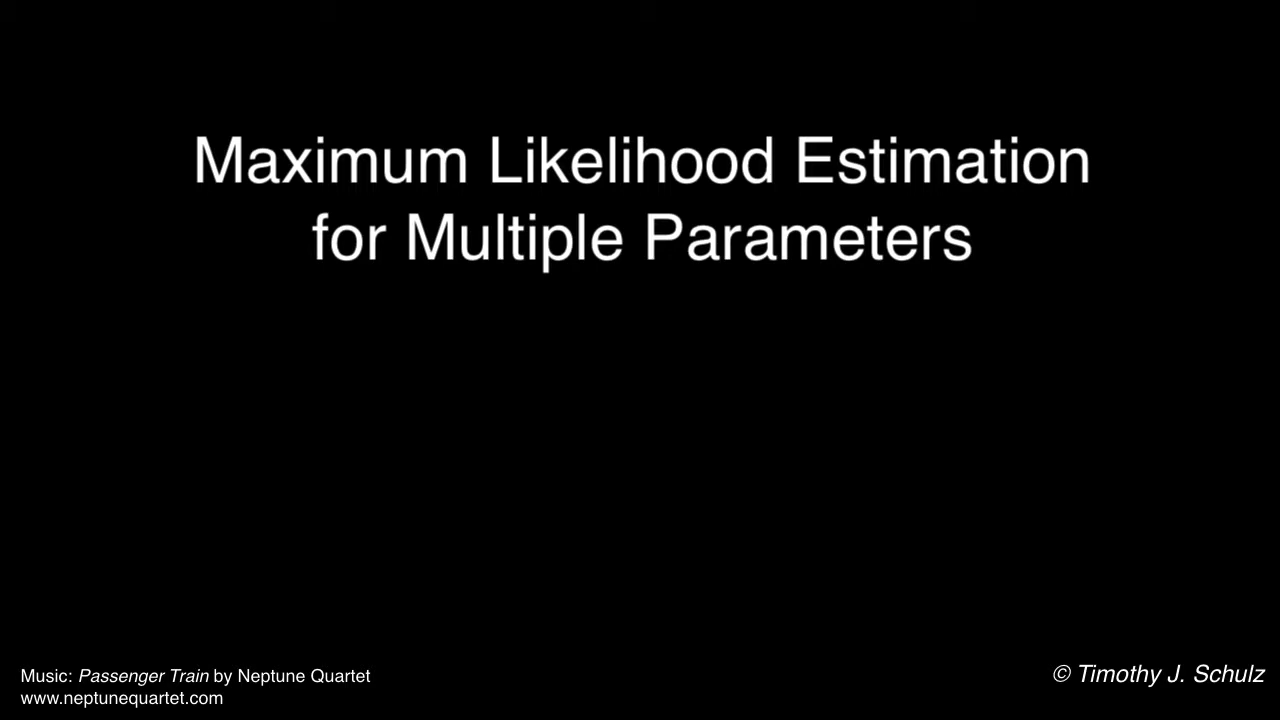 Maximum Likelihood Estimation
for Multiple Parameters
Music: Passenger Train by Neptune Quartet
www.neptunequartet.com
© Timothy J. Schulz